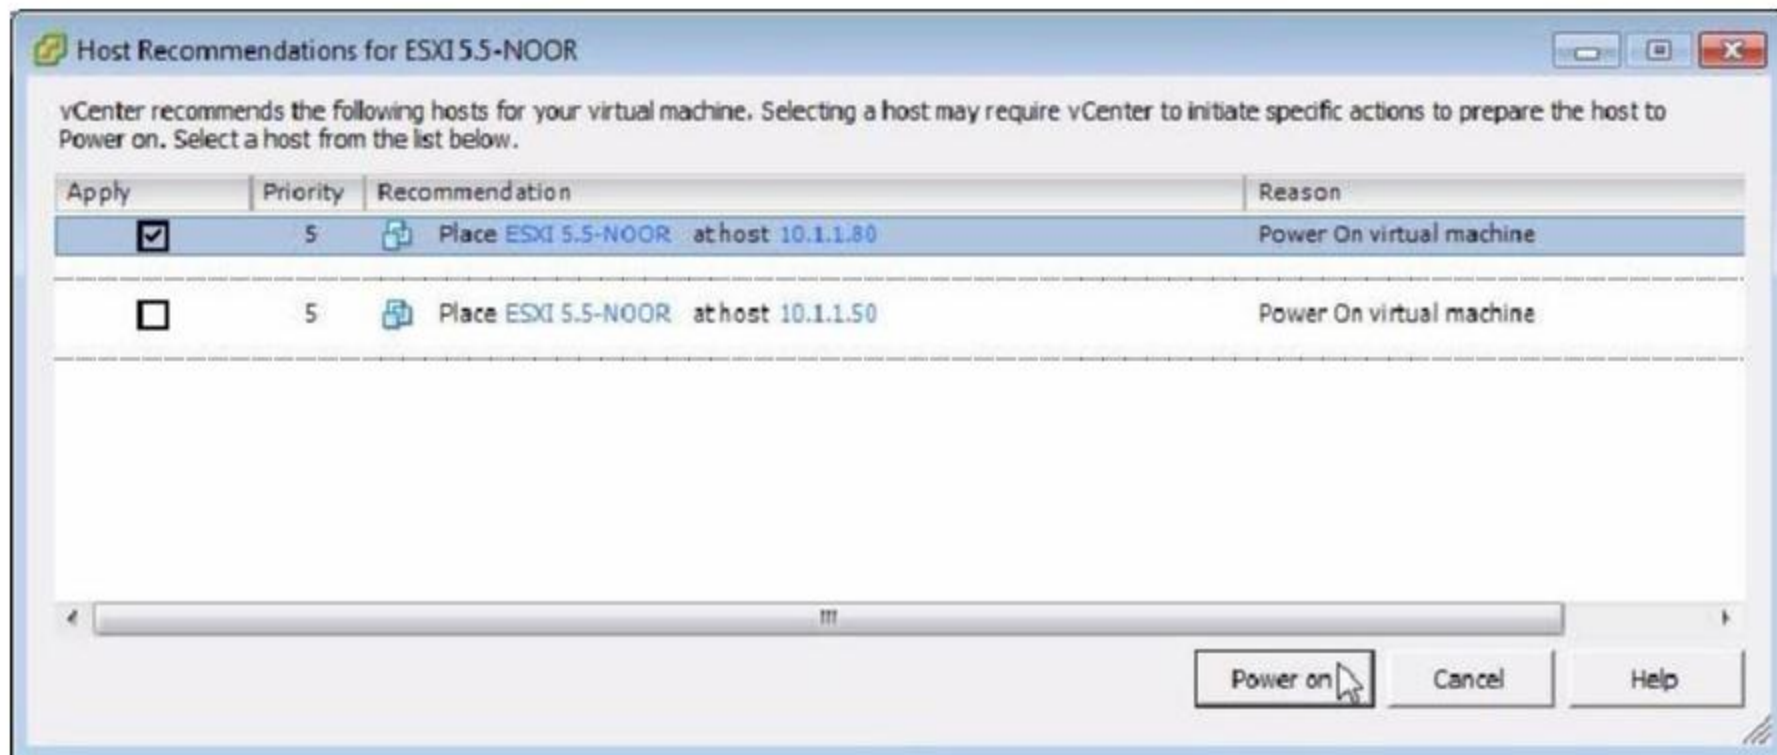 Host Recommendations for ESXI 5.5-NOOR
vCenter recommends the following hosts for your virtual machine. Selecting a host may require vCenter to initiate specific actions to prepare the host to
Power on. Select a host from the list below.
Apply Priority Recommendation Reason
5 Place ESXI 5.5-NOOR at host 10.1.1.80 Power On virtual machine
5 Place ESXI 5.5-NOOR at host 10.1.1.50 Power On virtual machine
Power on Cancel Help